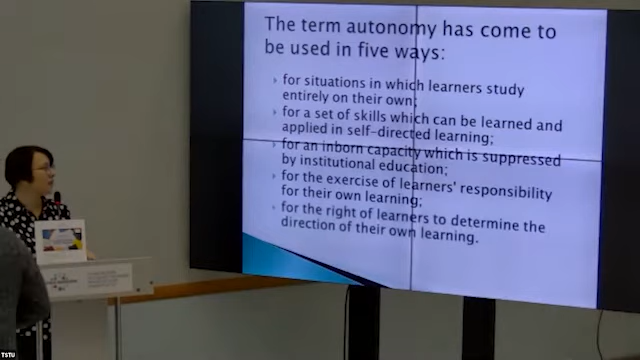 The term autonomy has come to
be used in five ways:
for situations in which learners study
entirely on their own;
for a set of skills which can be learned and
applied in self-directed learning;
for an inborn capacity which is suppressed
by institutional education;
for the exercise of learners' responsibility
for their own learning;
for the right of learners to determine the
direction of their own learning.
TSTU